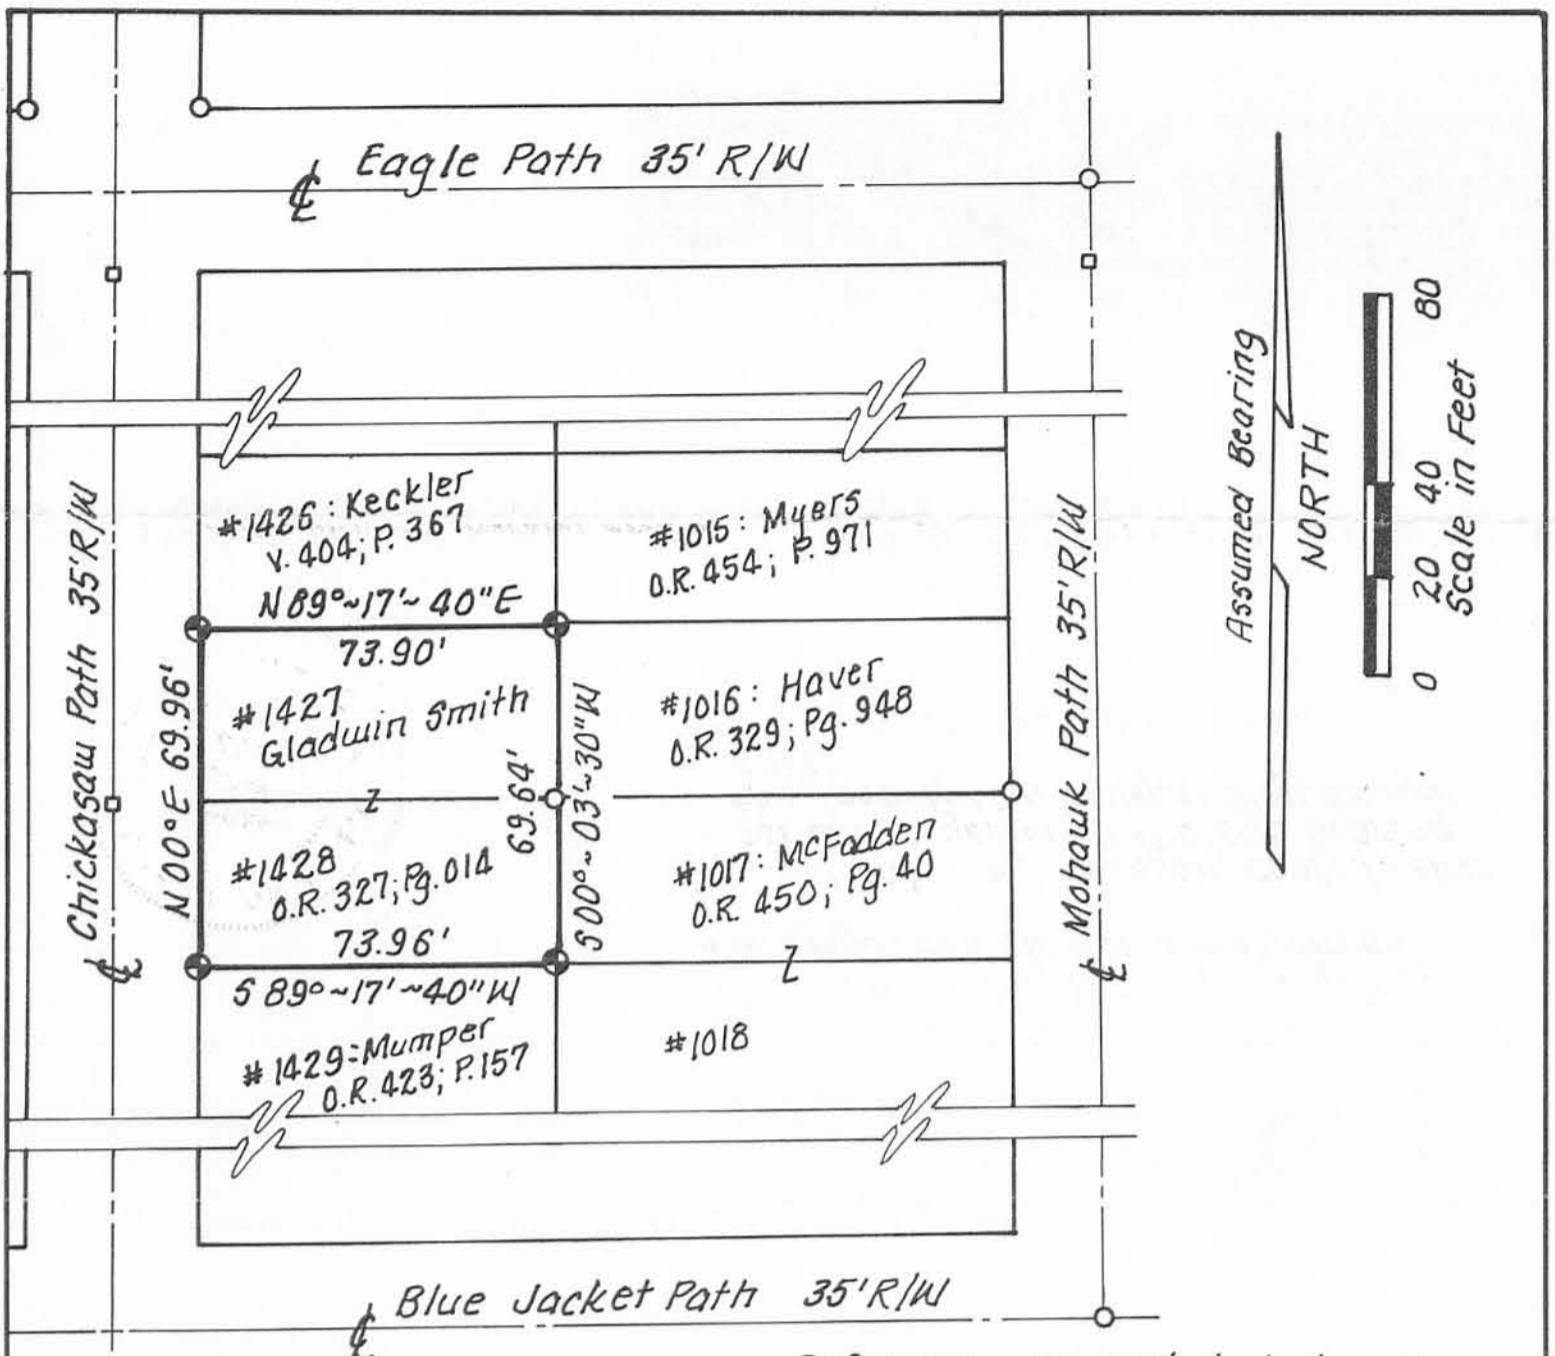 Eagle Path 35' R/W
℄
Chickasaw Path 35'R/W
℄
#1426: Keckler
V. 404; P. 367
N 89°~17'~40"E
73.90'
#1015: Myers
O.R. 454; P. 971
N 00° E 69.96'
#1427
Gladwin Smith
69.64'
S 00°~03'~30"W
#1016: Haver
O.R. 329; Pg. 948
Z
#1428
O.R. 327; Pg. 014
73.96'
S 89°~17'~40"W
#1017: McFadden
O.R. 450; Pg. 40
Z
#1429: Mumper
O.R. 423; P. 157
#1018
Mohawk Path 35'R/W
℄
Assumed Bearing
NORTH
0 20 40 80
Scale in Feet
Blue Jacket Path 35'R/W
℄